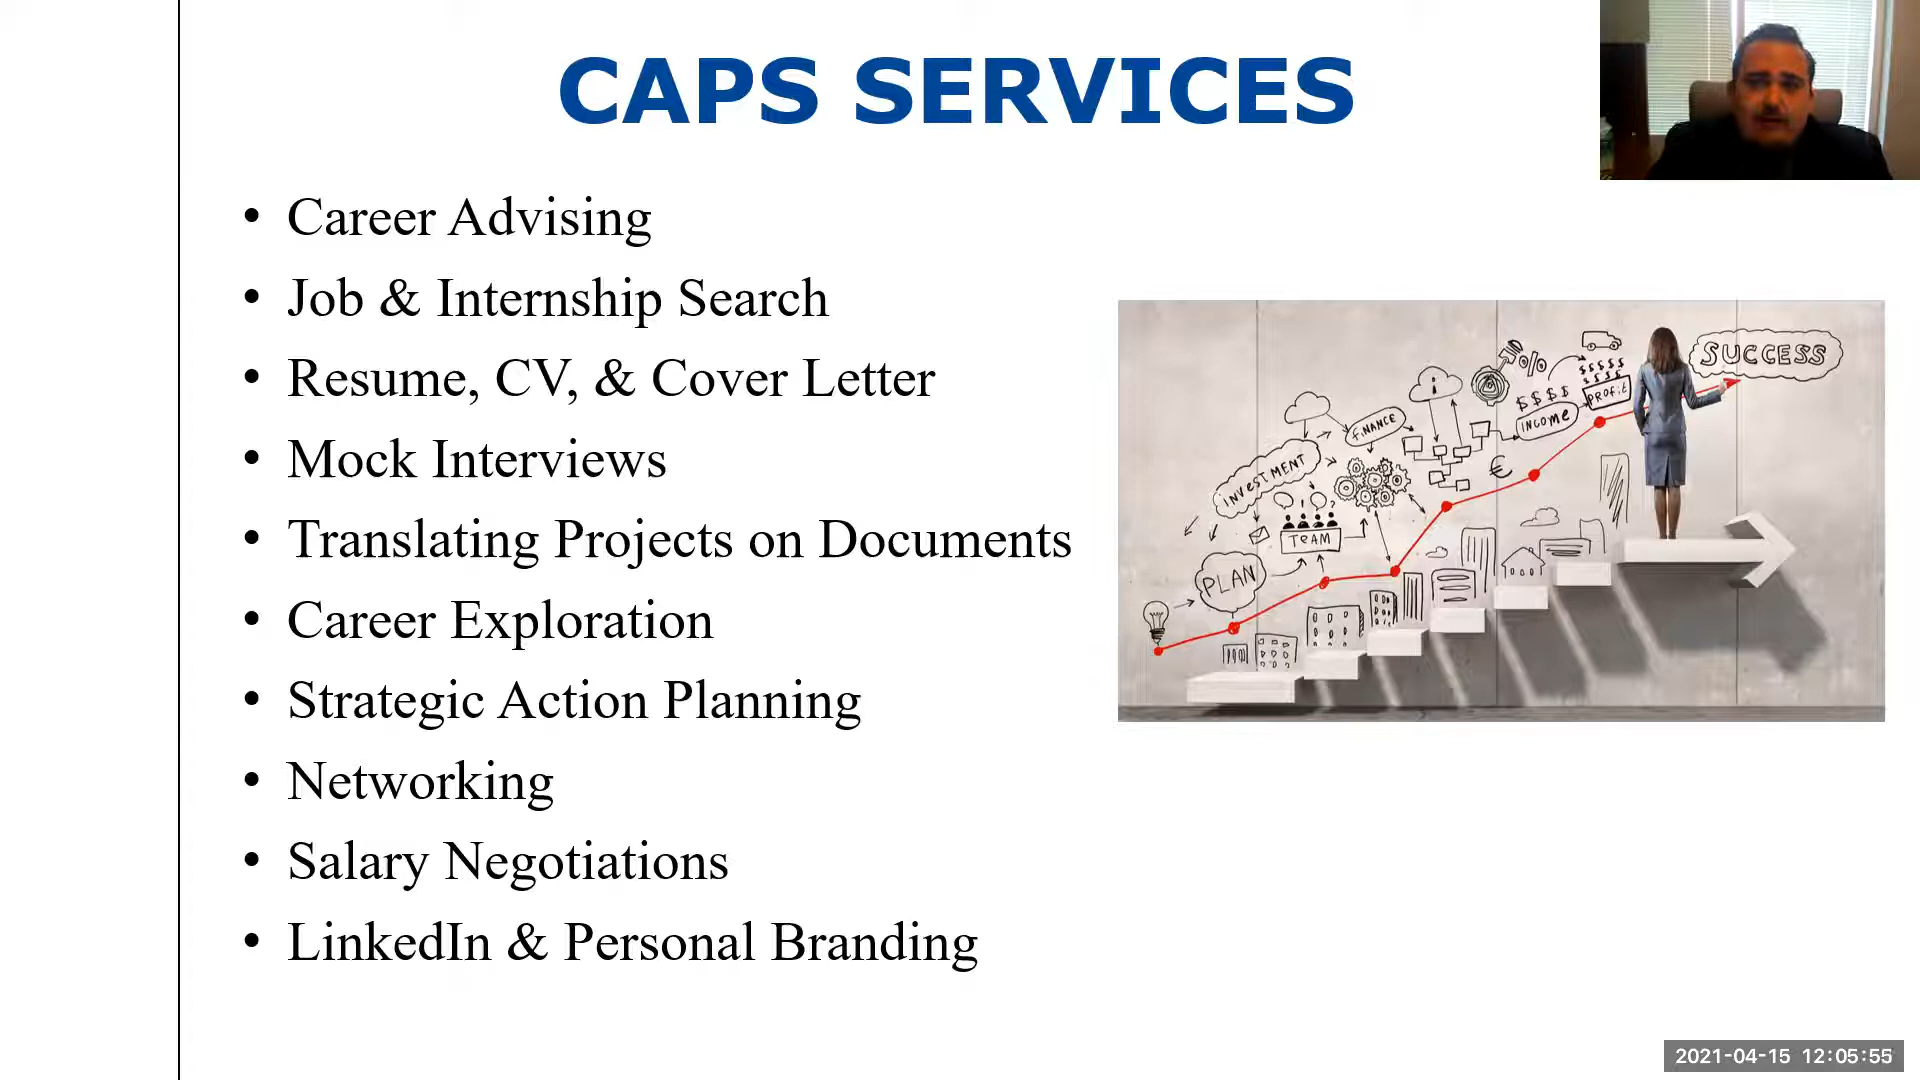 CAPS SERVICES
• Career Advising
• Job & Internship Search
• Resume, CV, & Cover Letter
• Mock Interviews
• Translating Projects on Documents
• Career Exploration
• Strategic Action Planning
• Networking
• Salary Negotiations
• LinkedIn & Personal Branding
SUCCESS
%
$$$$$
$$$$
PROFIT
$$$$
INCOME
FINANCE
€
INVESTMENT
! ?
TEAM
PLAN
2021-04-15 12:05:55